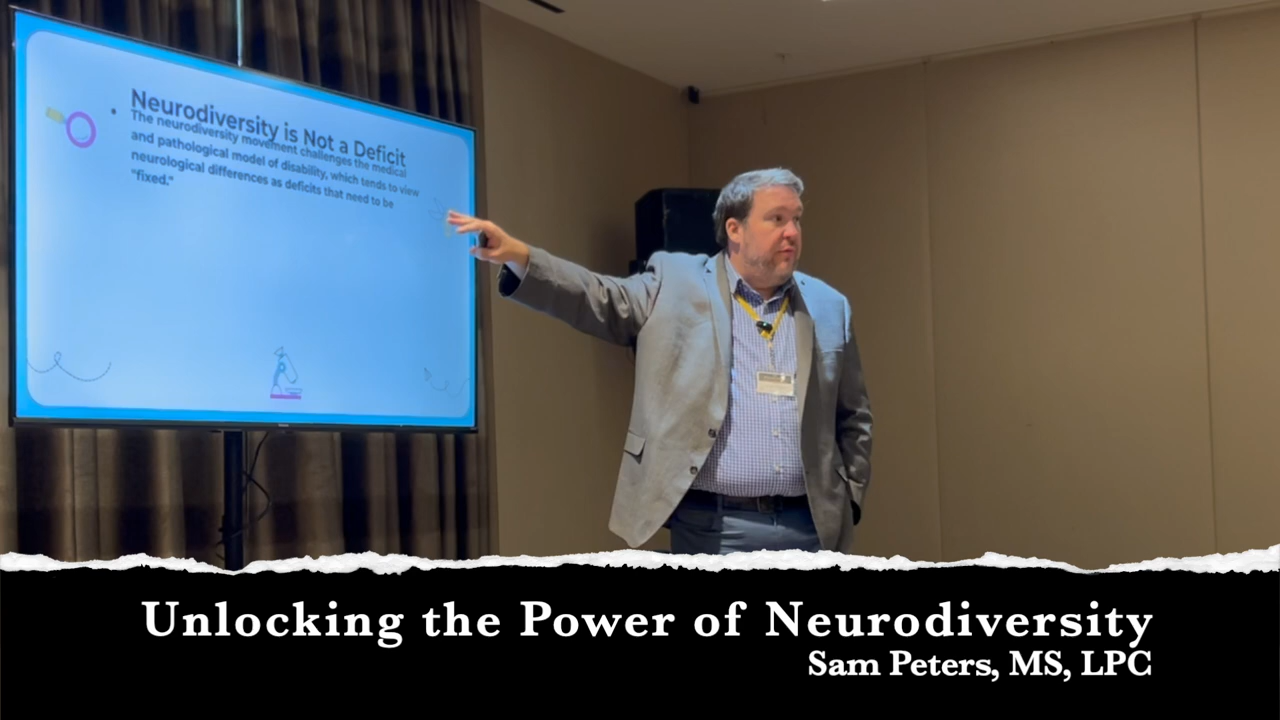 Neurodiversity is Not a Deficit
The neurodiversity movement challenges the medical
and pathological model of disability, which tends to view
neurological differences as deficits that need to be
"fixed."
Unlocking the Power of Neurodiversity
Sam Peters, MS, LPC